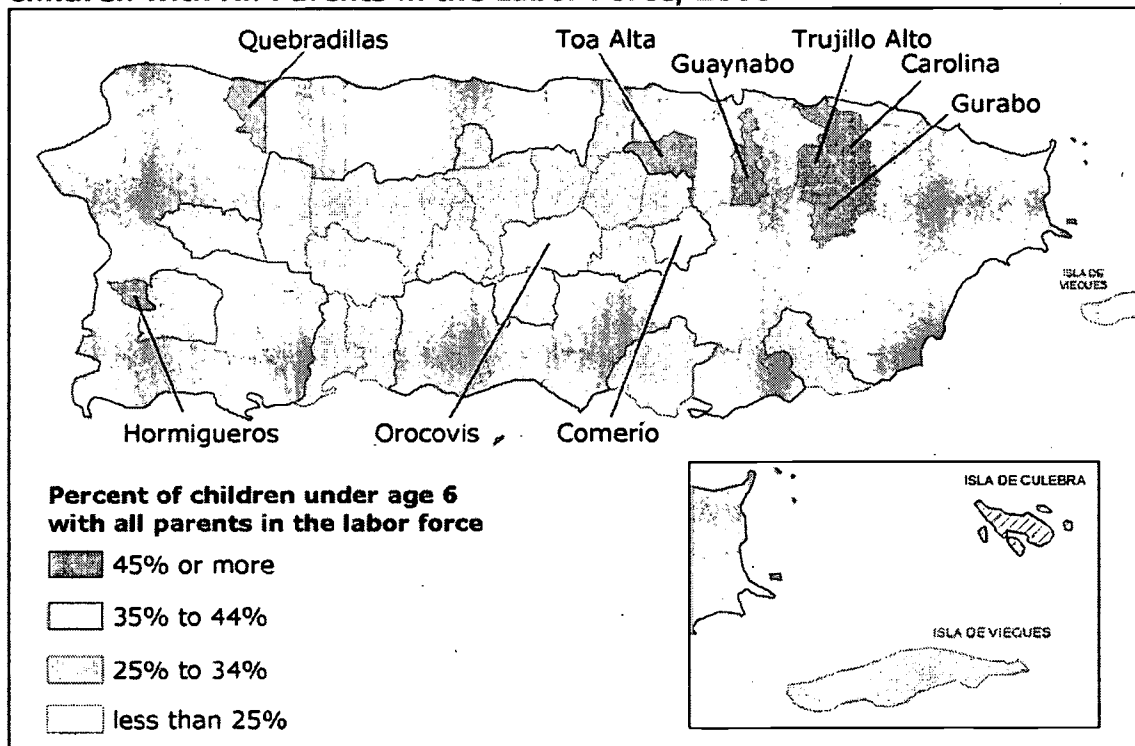 Quebradillas
Toa Alta
Trujillo Alto
Guaynabo
Carolina
Gurabo
ISLA DE
VIEQUES
Hormigueros
Orocovis
Comerío
Percent of children under age 6
with all parents in the labor force
45% or more
35% to 44%
25% to 34%
less than 25%
ISLA DE CULEBRA
ISLA DE VIEQUES